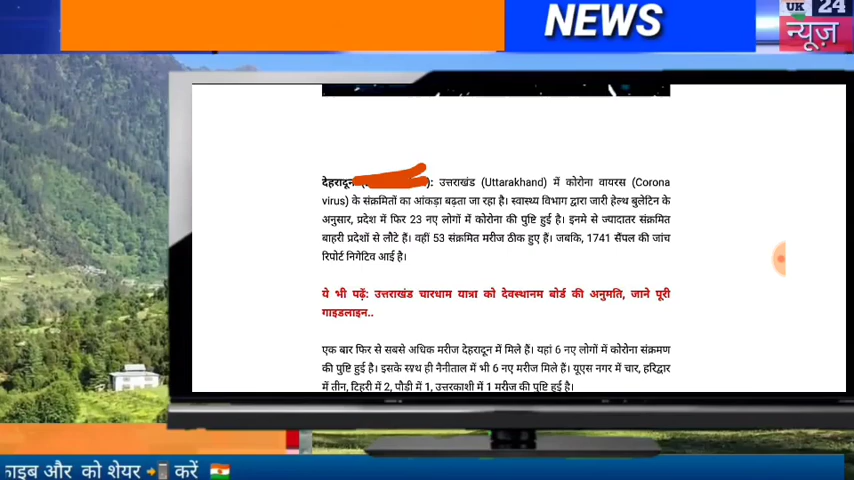 NEWS
UK 24
न्यूज़
देहरादून ): उत्तराखंड (Uttarakhand) में कोरोना वायरस (Corona
virus) के संक्रमितों का आंकड़ा बढ़ता जा रहा है। स्वास्थ्य विभाग द्वारा जारी हेल्थ बुलेटिन के
अनुसार, प्रदेश में फिर 23 नए लोगों में कोरोना की पुष्टि हुई है। इनमे से ज्यादातर संक्रमित
बाहरी प्रदेशों से लौटे हैं। वहीं 53 संक्रमित मरीज ठीक हुए हैं। जबकि, 1741 सैंपल की जांच
रिपोर्ट निगेटिव आई है।
ये भी पढ़ें: उत्तराखंड चारधाम यात्रा को देवस्थानम बोर्ड की अनुमति, जाने पूरी
गाइडलाइन..
एक बार फिर से सबसे अधिक मरीज देहरादून में मिले हैं। यहां 6 नए लोगों में कोरोना संक्रमण
की पुष्टि हुई है। इसके साथ ही नैनीताल में भी 6 नए मरीज मिले हैं। यूएस नगर में चार, हरिद्वार
में तीन, टिहरी में 2, पौड़ी में 1, उत्तरकाशी में 1 मरीज की पुष्टि हुई है।
और को शेयर करें